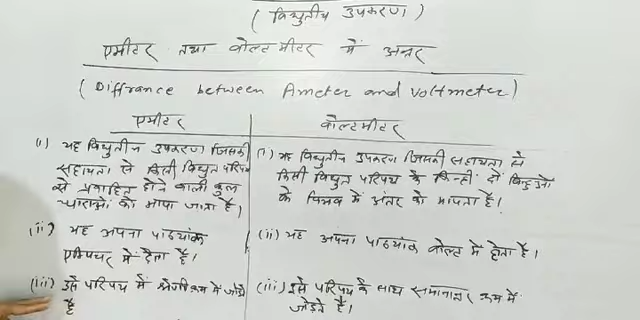 ( विद्युतीय उपकरण )
एमीटर तथा वोल्टमीटर में अन्तर
( Diffrance between Ameter and Voltmeter )
एमीटर
(i) यह विद्युतीय उपकरण जिसकी
सहायता से किसी विद्युत परिपथ
से प्रवाहित होने वाली कुल
धाराओं को मापा जाता है।
(ii) यह अपना पाठ्यांक
एम्पियर में देता है।
(iii) इसे परिपथ में श्रेणीक्रम में जोड़ते
है
वोल्टमीटर
(i) यह विद्युतीय उपकरण जिसकी सहायता से
किसी विद्युत परिपथ के किन्हीं दो बिन्दुओं
के विभव में अंतर को मापता है।
(ii) यह अपना पाठ्यांक वोल्ट में होता है।
(iii) इसे परिपथ के साथ समानान्तर क्रम में
जोड़ते है।